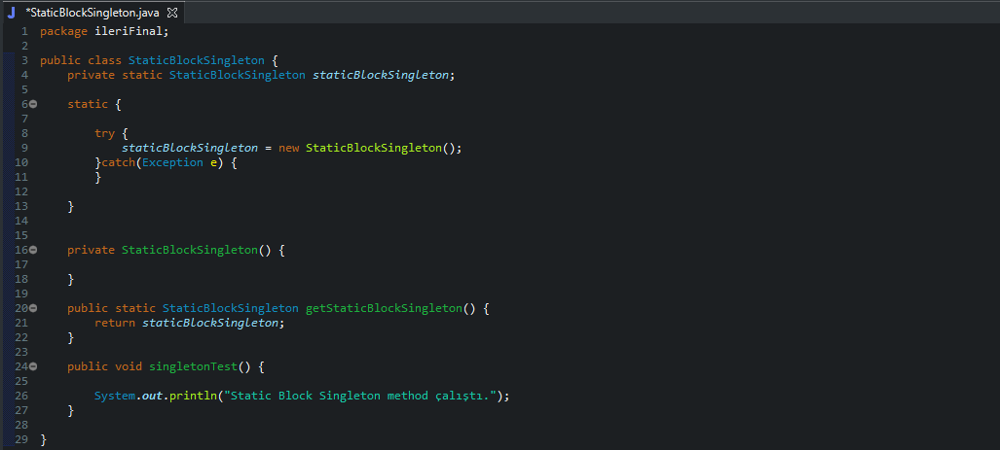 *StaticBlockSingleton.java
1 package ileriFinal;
2
3 public class StaticBlockSingleton {
4     private static StaticBlockSingleton staticBlockSingleton;
5
6     static {
7
8         try {
9             staticBlockSingleton = new StaticBlockSingleton();
10         }catch(Exception e) {
11         }
12
13     }
14
15
16     private StaticBlockSingleton() {
17
18     }
19
20     public static StaticBlockSingleton getStaticBlockSingleton() {
21         return staticBlockSingleton;
22     }
23
24     public void singletonTest() {
25
26         System.out.println("Static Block Singleton method çalıştı.");
27     }
28
29 }